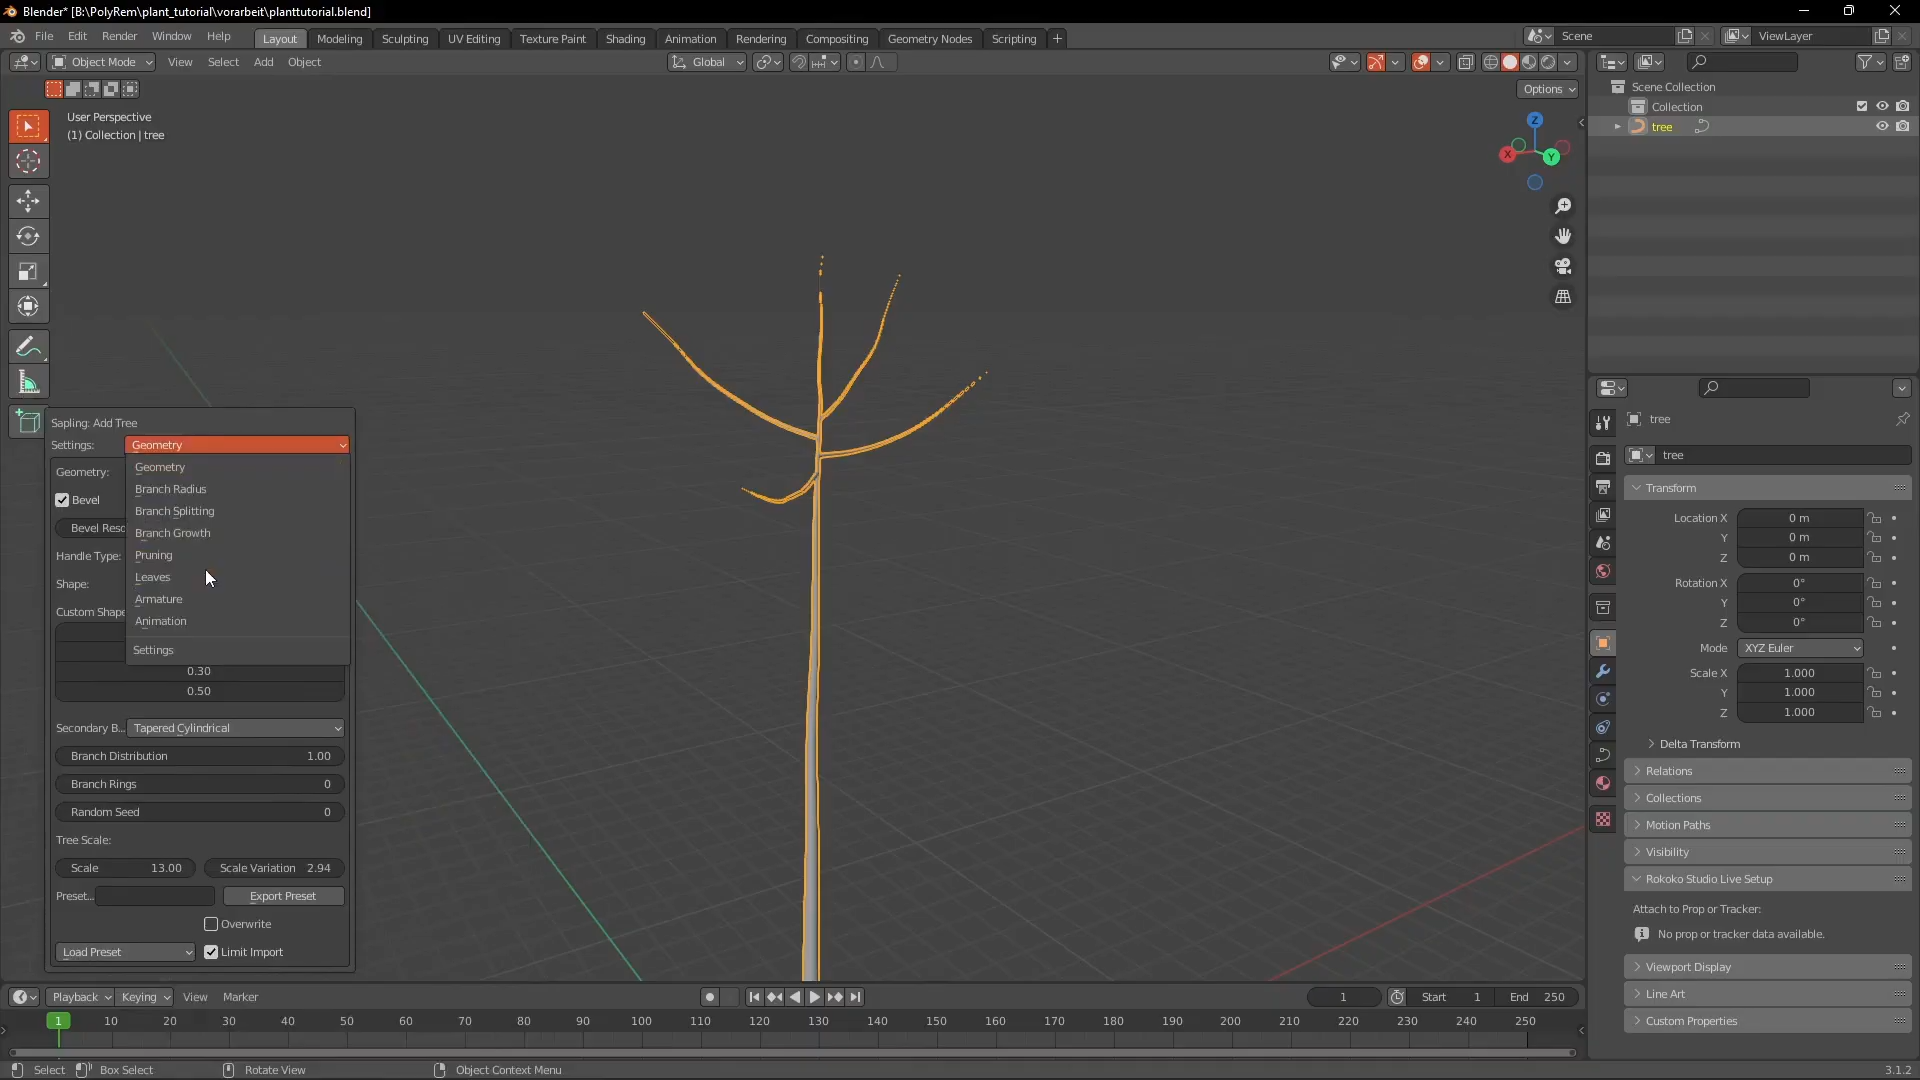 Blender* [B:\PolyRem\plant_tutorial\vorarbeit\planttutorial.blend]
File Edit Render Window Help Layout Modeling Sculpting UV Editing Texture Paint Shading Animation Rendering Compositing Geometry Nodes Scripting + Scene ViewLayer
Object Mode View Select Add Object Global
Options
User Perspective
(1) Collection | tree
Z
X
Y
Scene Collection
Collection
tree
tree
tree
Transform
Location X 0 m
Y 0 m
Z 0 m
Rotation X 0°
Y 0°
Z 0°
Mode XYZ Euler
Scale X 1.000
Y 1.000
Z 1.000
Delta Transform
Relations
Collections
Motion Paths
Visibility
Rokoko Studio Live Setup
Attach to Prop or Tracker:
No prop or tracker data available.
Viewport Display
Line Art
Custom Properties
Sapling: Add Tree
Settings: Geometry
Geometry:
Geometry
Branch Radius
Bevel
Branch Splitting
Bevel Reso
Branch Growth
Handle Type:
Pruning
Shape:
Leaves
Armature
Custom Shape
Animation
Settings
0.30
0.50
Secondary B... Tapered Cylindrical
Branch Distribution 1.00
Branch Rings 0
Random Seed 0
Tree Scale:
Scale 13.00 Scale Variation 2.94
Preset... Export Preset
Overwrite
Load Preset Limit Import
Playback Keying View Marker 1 Start 1 End 250
1 10 20 30 40 50 60 70 80 90 100 110 120 130 140 150 160 170 180 190 200 210 220 230 240 250
Select Box Select Rotate View Object Context Menu 3.1.2